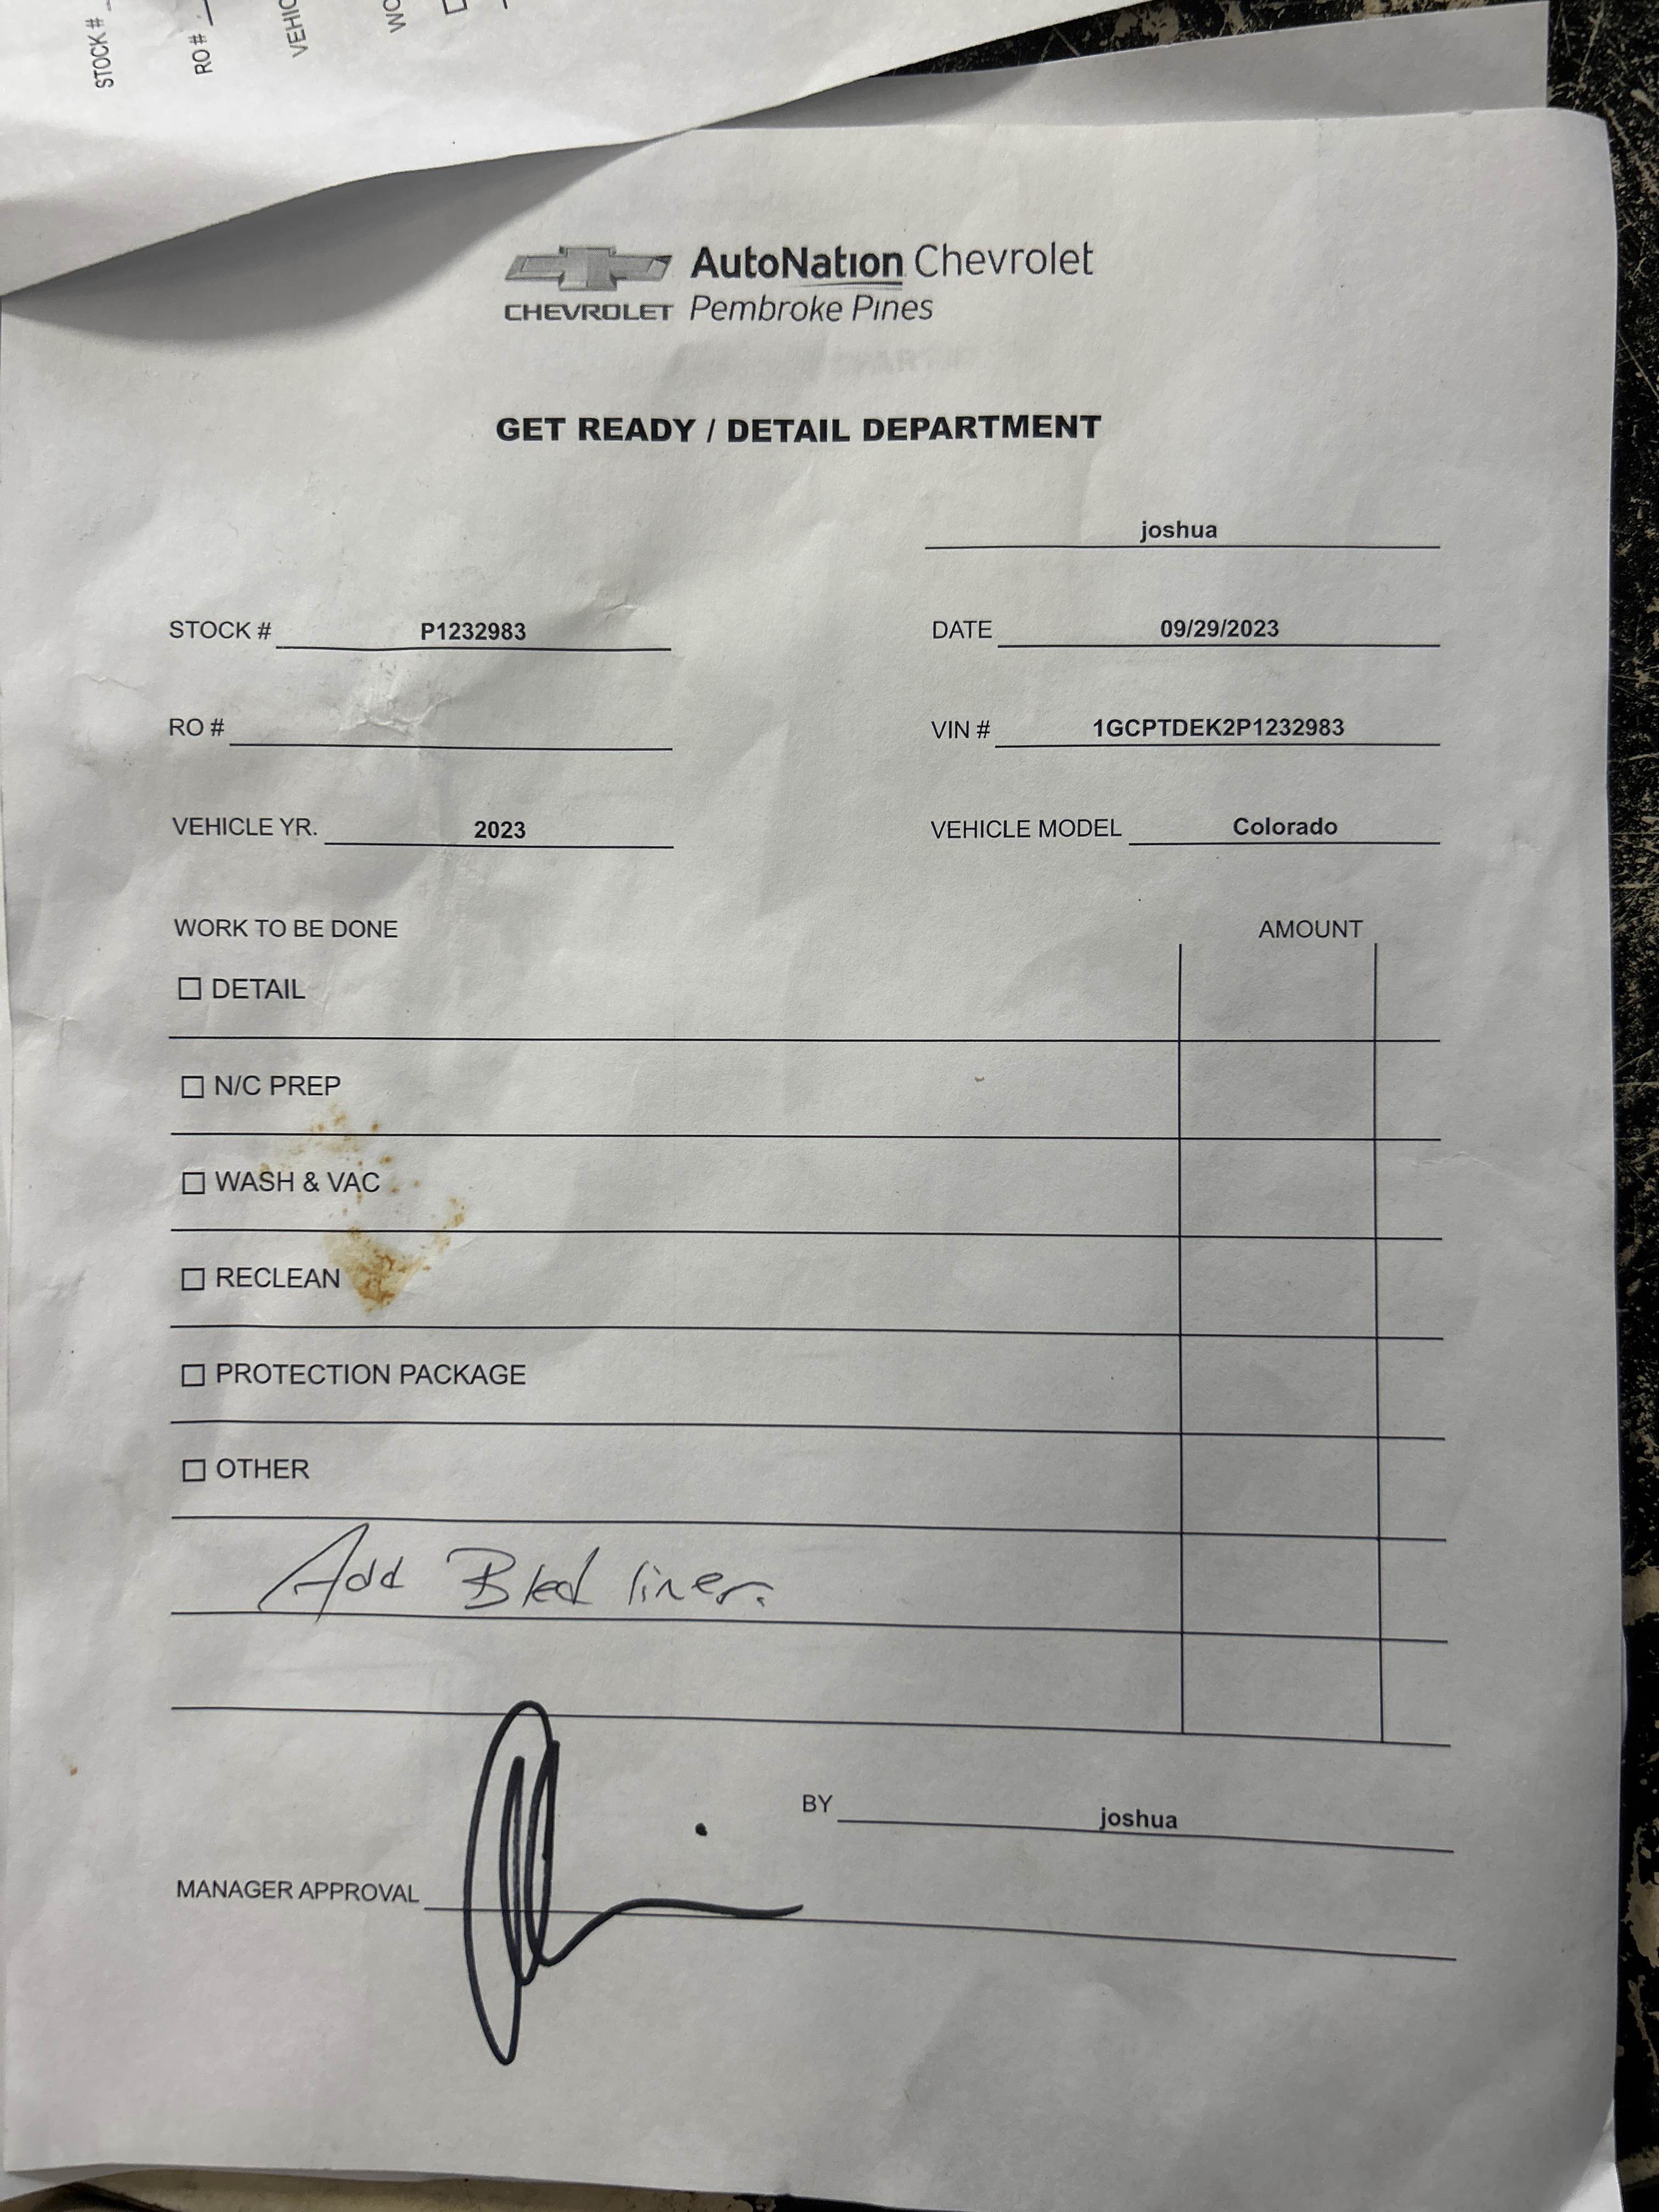 STOCK #
RO #
VEHIC
WO
AutoNation Chevrolet
CHEVROLET Pembroke Pines
GET READY / DETAIL DEPARTMENT
joshua
STOCK # P1232983 DATE 09/29/2023
RO # VIN # 1GCPTDEK2P1232983
VEHICLE YR. 2023 VEHICLE MODEL Colorado
WORK TO BE DONE AMOUNT
☐ DETAIL
☐ N/C PREP
☐ WASH & VAC
☐ RECLEAN
☐ PROTECTION PACKAGE
☐ OTHER
Add Bed liner.
BY joshua
MANAGER APPROVAL